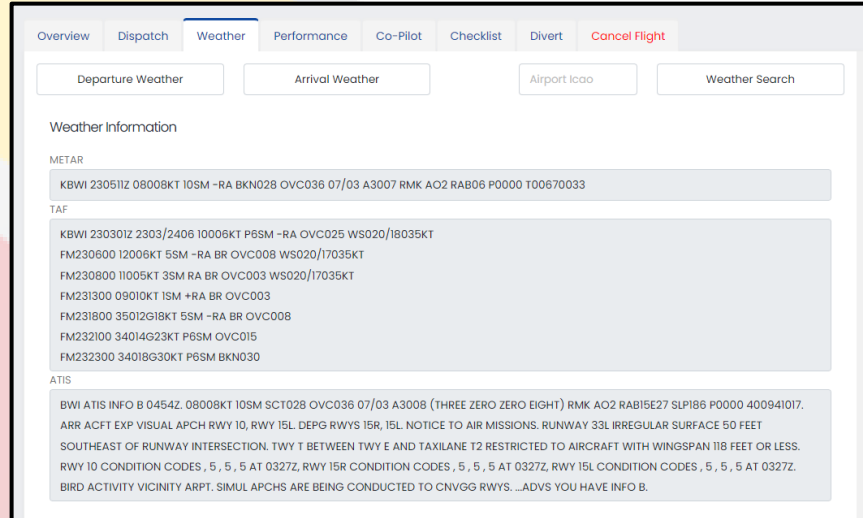 Overview Dispatch Weather Performance Co-Pilot Checklist Divert Cancel Flight
Departure Weather Arrival Weather Airport Icao Weather Search
Weather Information
METAR
KBWI 230511Z 08008KT 10SM -RA BKN028 OVC036 07/03 A3007 RMK AO2 RAB06 P0000 T00670033
TAF
KBWI 230301Z 2303/2406 10006KT P6SM -RA OVC025 WS020/18035KT
FM230600 12006KT 5SM -RA BR OVC008 WS020/17035KT
FM230800 11005KT 3SM RA BR OVC003 WS020/17035KT
FM231300 09010KT 1SM +RA BR OVC003
FM231800 35012G18KT 5SM -RA BR OVC008
FM232100 34014G23KT P6SM OVC015
FM232300 34018G30KT P6SM BKN030
ATIS
BWI ATIS INFO B 0454Z. 08008KT 10SM SCT028 OVC036 07/03 A3008 (THREE ZERO ZERO EIGHT) RMK AO2 RAB15E27 SLP186 P0000 400941017.
ARR ACFT EXP VISUAL APCH RWY 10, RWY 15L. DEPG RWYS 15R, 15L. NOTICE TO AIR MISSIONS. RUNWAY 33L IRREGULAR SURFACE 50 FEET
SOUTHEAST OF RUNWAY INTERSECTION. TWY T BETWEEN TWY E AND TAXILANE T2 RESTRICTED TO AIRCRAFT WITH WINGSPAN 118 FEET OR LESS.
RWY 10 CONDITION CODES , 5 , 5 , 5 AT 0327Z, RWY 15R CONDITION CODES , 5 , 5 , 5 AT 0327Z, RWY 15L CONDITION CODES , 5 , 5 , 5 AT 0327Z.
BIRD ACTIVITY VICINITY ARPT. SIMUL APCHS ARE BEING CONDUCTED TO CNVGG RWYS. ...ADVS YOU HAVE INFO B.